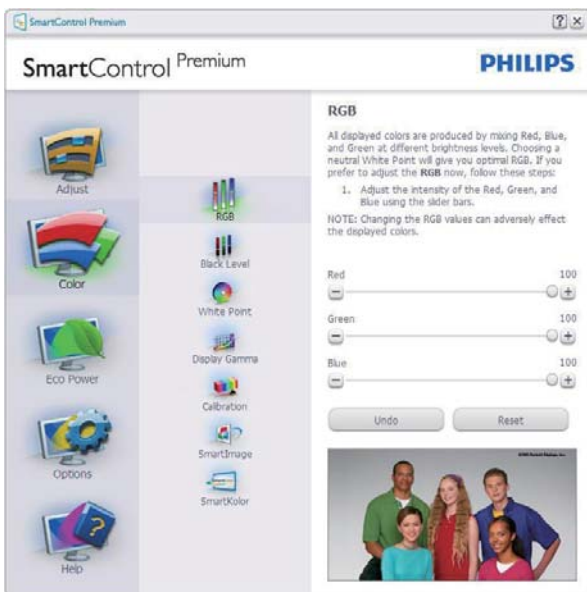 SmartControl Premium
SmartControl Premium
PHILIPS
Adjust
Color
Eco Power
Options
Help
RGB
Black Level
White Point
Display Gamma
Calibration
SmartImage
SmartKolor
RGB
All displayed colors are produced by mixing Red, Blue,
and Green at different brightness levels. Choosing a
neutral White Point will give you optimal RGB. If you
prefer to adjust the RGB now, follow these steps:
1. Adjust the intensity of the Red, Green, and
Blue using the slider bars.
NOTE: Changing the RGB values can adversely effect
the displayed colors.
Red 100
Green 100
Blue 100
Undo Reset